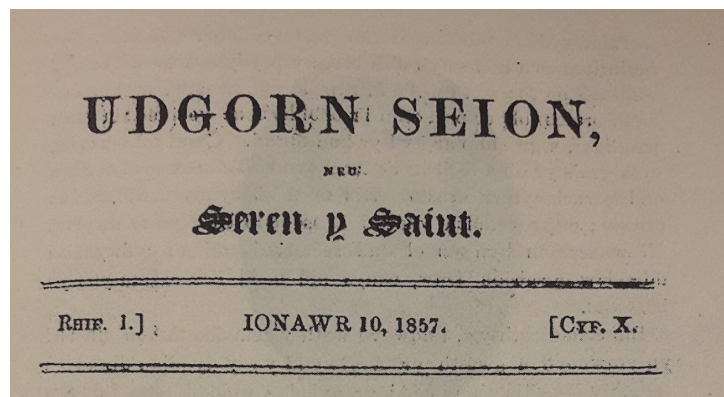 UDGORN SEION,
NEU
Seren y Saint.
RHIF. 1.] IONAWR 10, 1857. [CYF. X.